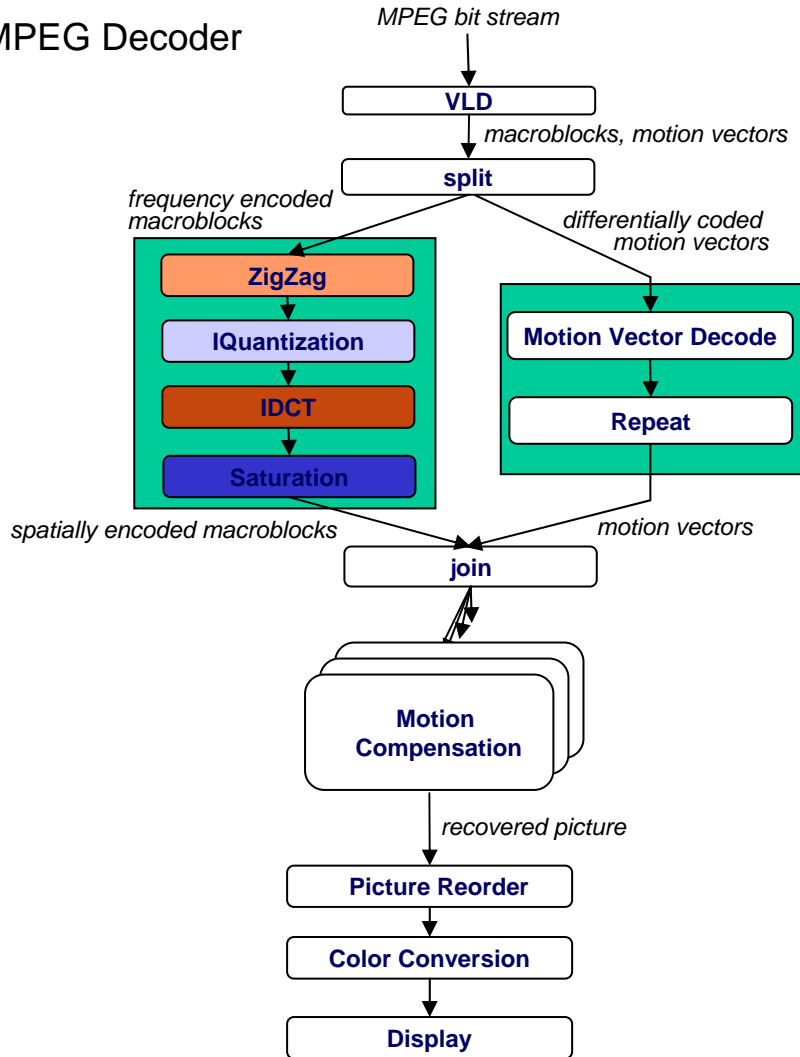 MPEG Decoder
MPEG bit stream
VLD
macroblocks, motion vectors
split
frequency encoded
macroblocks
differentially coded
motion vectors
ZigZag
IQuantization
IDCT
Saturation
Motion Vector Decode
Repeat
spatially encoded macroblocks
motion vectors
join
Motion
Compensation
recovered picture
Picture Reorder
Color Conversion
Display